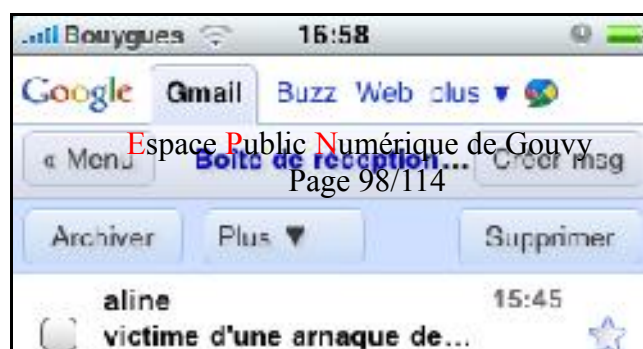 Bouygues 16:58
Google Gmail Buzz Web plus ▼
Espace Public Numérique de Gouvy
« Menu Boîte de réception... Créer msg
Page 98/114
Archiver Plus ▼ Supprimer
aline 15:45
victime d'une arnaque de...